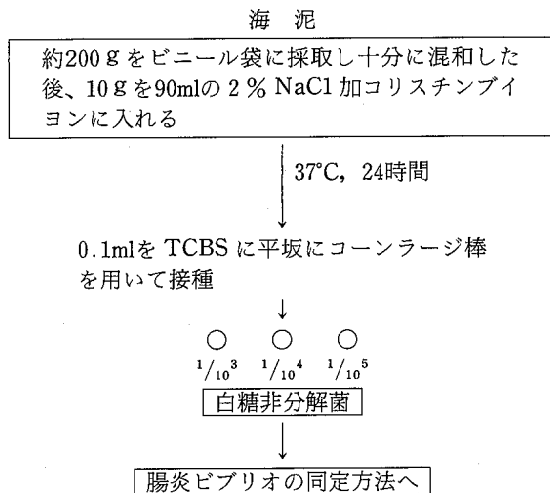 海泥
約200gをビニール袋に採取し十分に混和した
後、10gを90mlの2% NaCl加コリスチンブイ
ヨンに入れる
37°C, 24時間
0.1mlを TCBS に平坂にコーンラージ棒
を用いて接種
1/10³ 1/10⁴ 1/10⁵
白糖非分解菌
腸炎ビブリオの同定方法へ